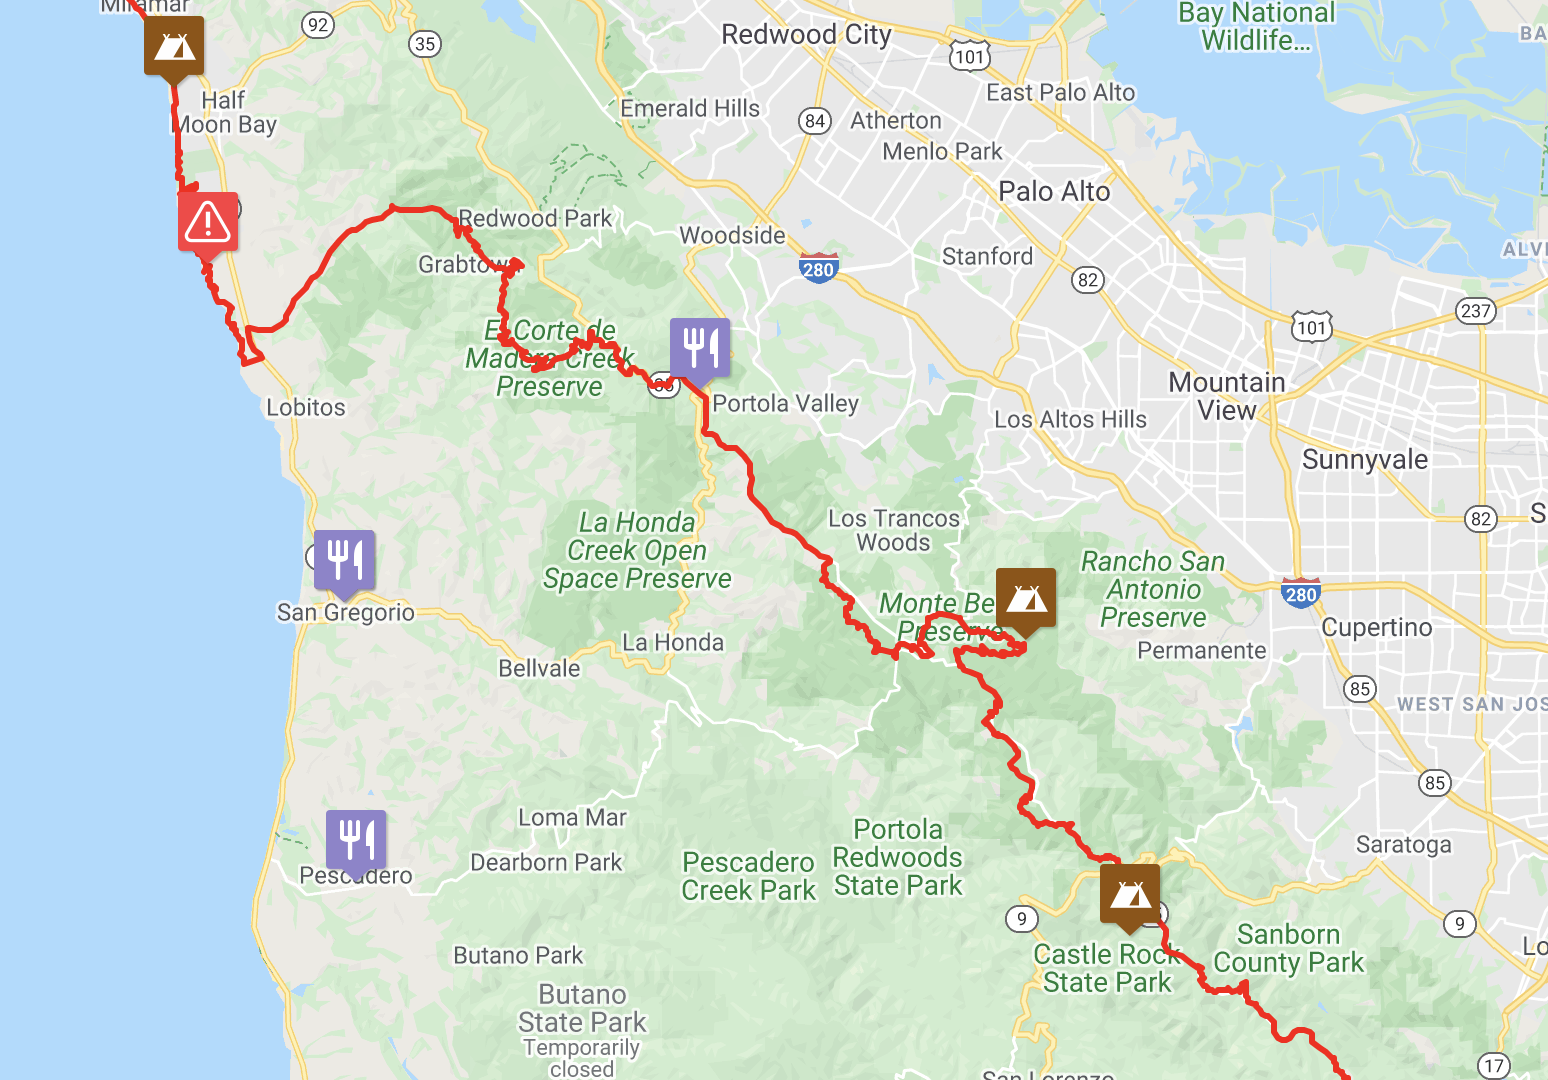 Miramar
92
35
Redwood City
101
Bay National
Wildlife...
BA
Half
Moon Bay
Emerald Hills
84
Atherton
East Palo Alto
Menlo Park
Palo Alto
Redwood Park
Woodside
Stanford
ALVI
Grabtown
280
82
237
101
El Corte de
Madera Creek
Preserve
Portola Valley
Mountain
View
Lobitos
Los Altos Hills
Sunnyvale
La Honda
Creek Open
Space Preserve
Los Trancos
Woods
82
S
Rancho San
Antonio
Preserve
280
San Gregorio
Monte Be
Preserve
La Honda
Bellvale
Cupertino
Permanente
85
WEST SAN JOS
85
Loma Mar
Dearborn Park
Pescadero
Pescadero
Creek Park
Portola
Redwoods
State Park
Saratoga
9
9
Butano Park
Castle Rock
State Park
Sanborn
County Park
Lo
Butano
State Park
Temporarily
closed
17
San Lorenzo